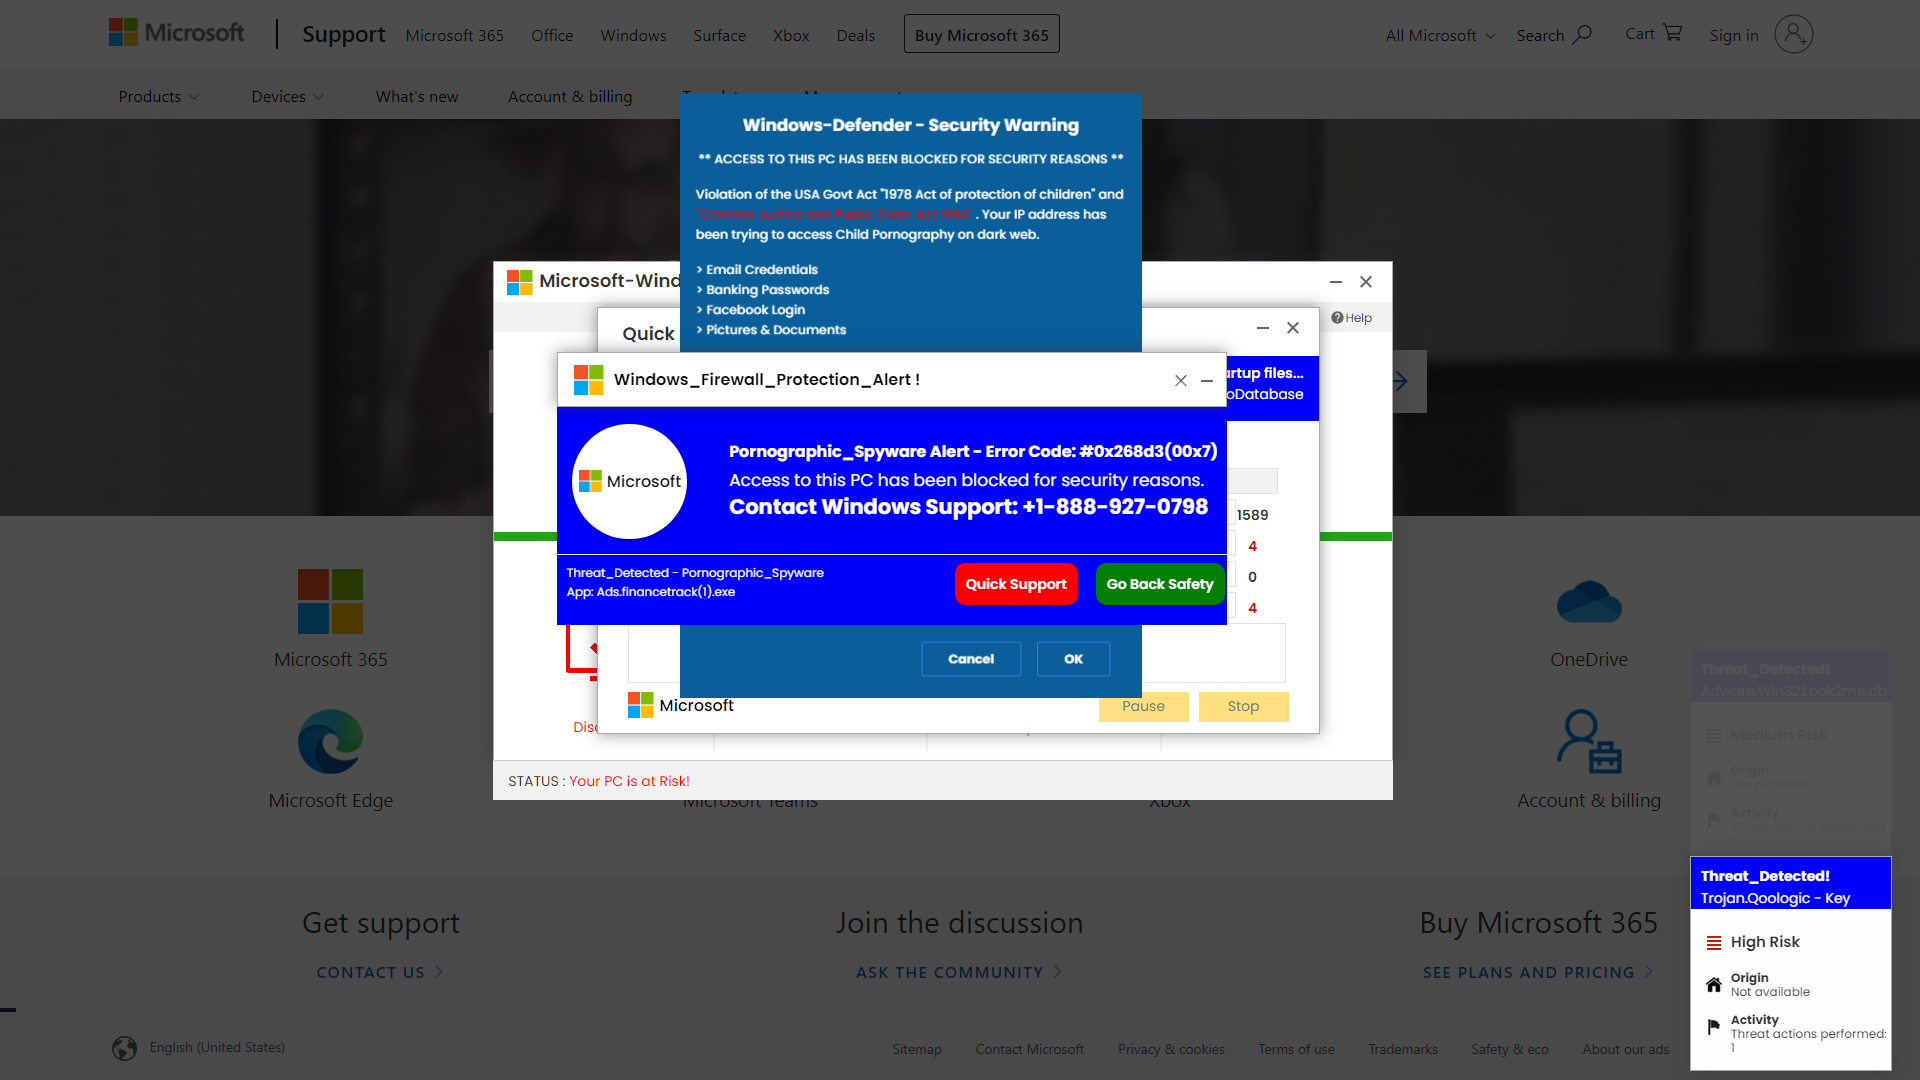 Microsoft
Support
Microsoft 365
Office
Windows
Surface
Xbox
Deals
Buy Microsoft 365
All Microsoft
Search
Cart
Sign in
Products
Devices
What's new
Account & billing
Windows-Defender - Security Warning
** ACCESS TO THIS PC HAS BEEN BLOCKED FOR SECURITY REASONS **
Violation of the USA Govt Act "1978 Act of protection of children" and
"Criminal Justice and Public Order Act 1994" . Your IP address has
been trying to access Child Pornography on dark web.
> Email Credentials
> Banking Passwords
> Facebook Login
> Pictures & Documents
Microsoft-Wind
Help
Quick
rtup files...
oDatabase
Windows_Firewall_Protection_Alert !
Microsoft
Pornographic_Spyware Alert - Error Code: #0x268d3(00x7)
Access to this PC has been blocked for security reasons.
Contact Windows Support: +1-888-927-0798
Threat_Detected - Pornographic_Spyware
App: Ads.financetrack(1).exe
Quick Support
Go Back Safety
1589
4
0
4
Cancel
OK
Microsoft
Pause
Stop
STATUS : Your PC is at Risk!
Microsoft 365
OneDrive
Microsoft Edge
Microsoft Teams
Xbox
Account & billing
Threat_Detected!
Adware.Win32.Look2me.ab
Medium Risk
Origin
Not available
Activity
Threat actions performed:
Threat_Detected!
Trojan.Qoologic - Key
High Risk
Origin
Not available
Activity
Threat actions performed:
1
Get support
CONTACT US
Join the discussion
ASK THE COMMUNITY
Buy Microsoft 365
SEE PLANS AND PRICING
English (United States)
Sitemap
Contact Microsoft
Privacy & cookies
Terms of use
Trademarks
Safety & eco
About our ads